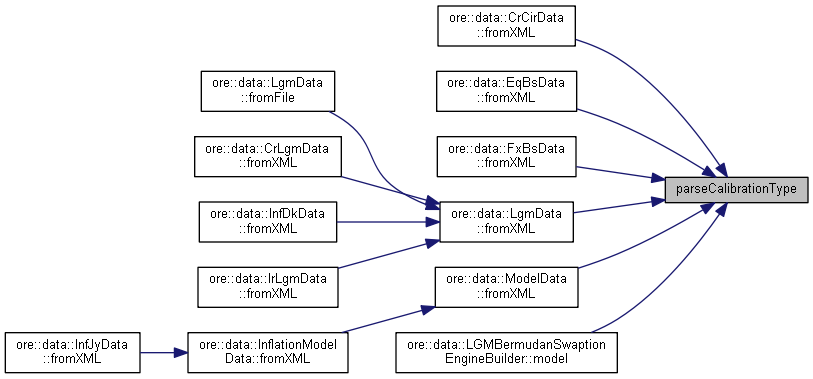 ore::data::CrCirData
::fromXML
ore::data::EqBsData
::fromXML
ore::data::LgmData
::fromFile
ore::data::CrLgmData
::fromXML
ore::data::FxBsData
::fromXML
parseCalibrationType
ore::data::InfDkData
::fromXML
ore::data::LgmData
::fromXML
ore::data::IrLgmData
::fromXML
ore::data::ModelData
::fromXML
ore::data::InfJyData
::fromXML
ore::data::InflationModel
Data::fromXML
ore::data::LGMBermudanSwaption
EngineBuilder::model